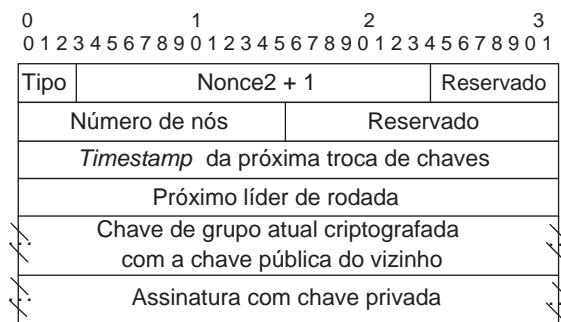 0 1 2 3
0 1 2 3 4 5 6 7 8 9 0 1 2 3 4 5 6 7 8 9 0 1 2 3 4 5 6 7 8 9 0 1
Tipo Nonce2 + 1 Reservado
Número de nós Reservado
Timestamp da próxima troca de chaves
Próximo líder de rodada
Chave de grupo atual criptografada
com a chave pública do vizinho
Assinatura com chave privada